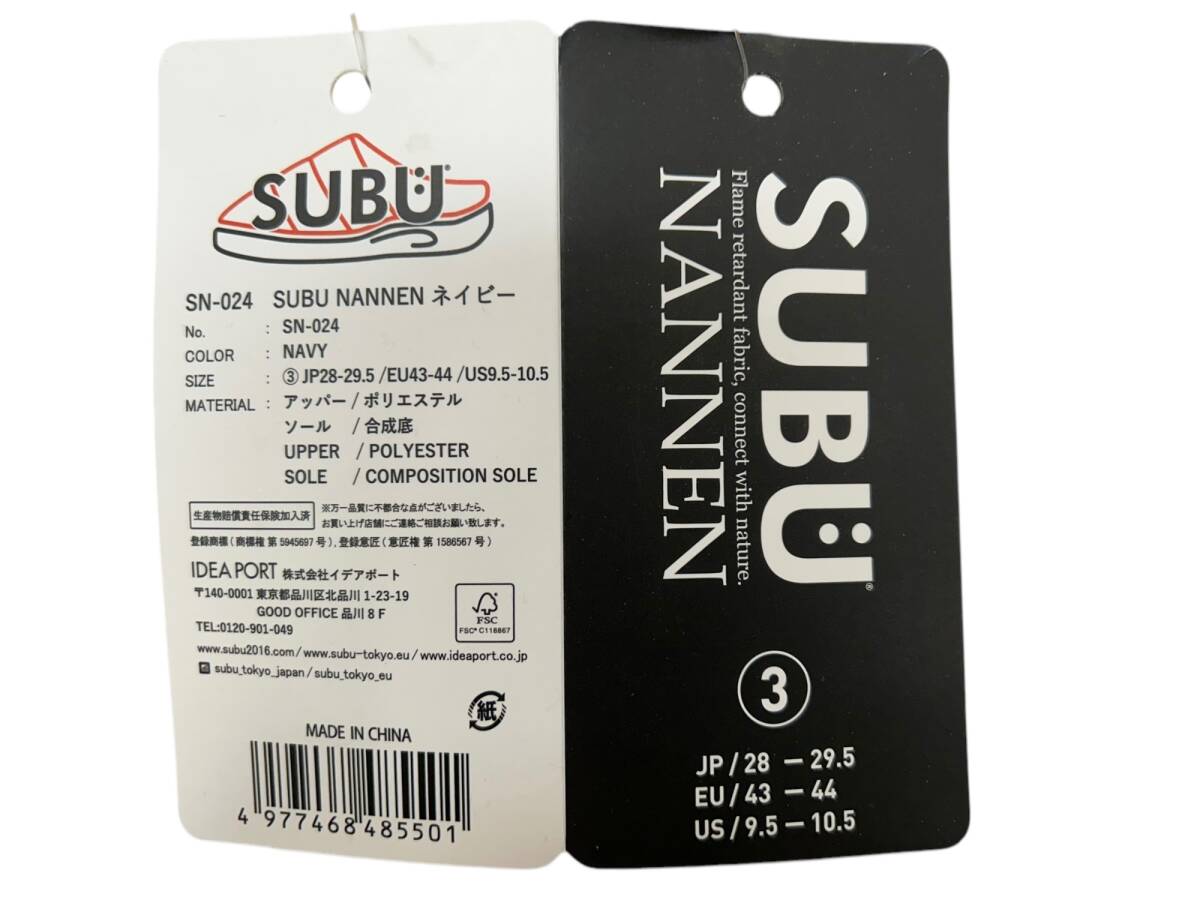 SUBU®
SN-024 SUBU NANNEN ネイビー
No. : SN-024
COLOR : NAVY
SIZE : ③ JP28-29.5 /EU43-44 /US9.5-10.5
MATERIAL : アッパー / ポリエステル
ソール / 合成底
UPPER / POLYESTER
SOLE / COMPOSITION SOLE
生産物賠償責任保険加入済
※万一品質に不都合な点がございましたら、
お買い上げ店舗にご連絡ご相談お願い致します。
登録商標（商標権 第 5945697 号）, 登録意匠（意匠権 第 1586567 号）
IDEA PORT 株式会社イデアポート
〒140-0001 東京都品川区北品川 1-23-19
GOOD OFFICE 品川 8 F
TEL:0120-901-049
www.subu2016.com / www.subu-tokyo.eu / www.ideaport.co.jp
subu_tokyo_japan / subu_tokyo_eu
FSC
FSC® C118867
紙
MADE IN CHINA
4 977468 485501
SUBU®
Flame retardant fabric, connect with nature.
NANNEN
③
JP / 28 – 29.5
EU / 43 – 44
US / 9.5 – 10.5